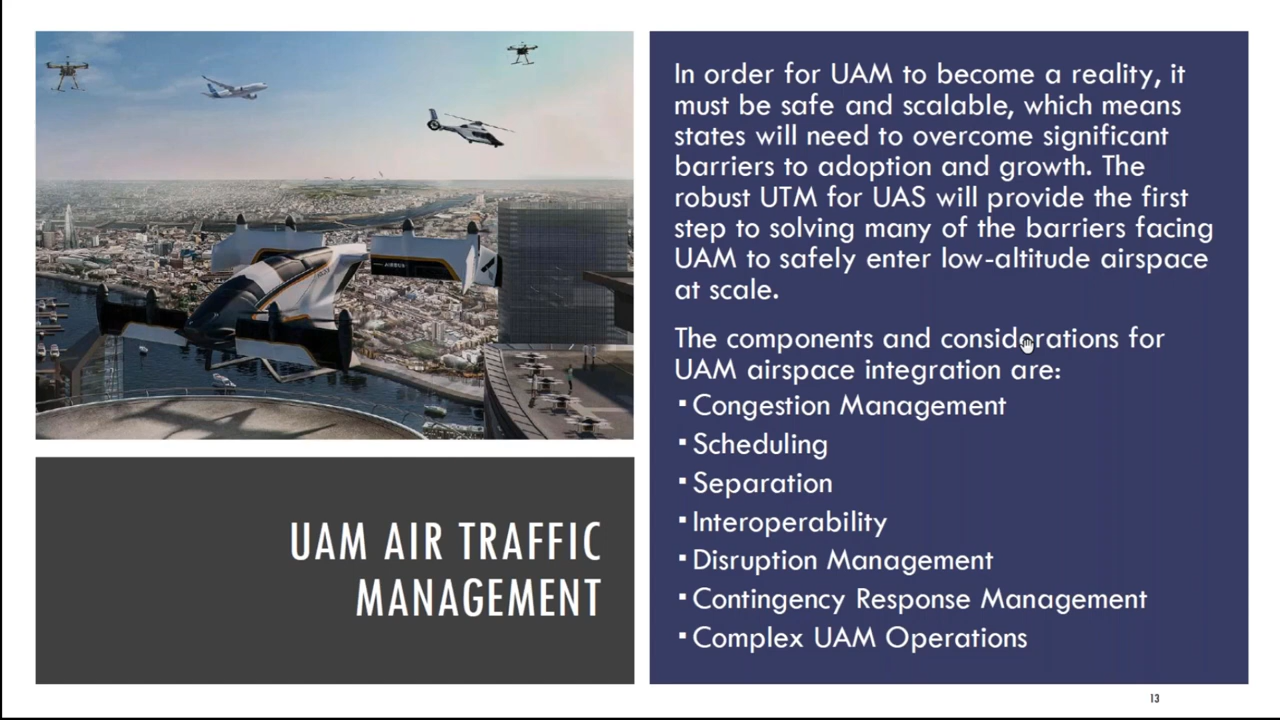 In order for UAM to become a reality, it
must be safe and scalable, which means
states will need to overcome significant
barriers to adoption and growth. The
robust UTM for UAS will provide the first
step to solving many of the barriers facing
UAM to safely enter low-altitude airspace
at scale.
The components and considerations for
UAM airspace integration are:
▪ Congestion Management
▪ Scheduling
▪ Separation
▪ Interoperability
▪ Disruption Management
▪ Contingency Response Management
▪ Complex UAM Operations
UAM AIR TRAFFIC
MANAGEMENT
AIRBUS
13